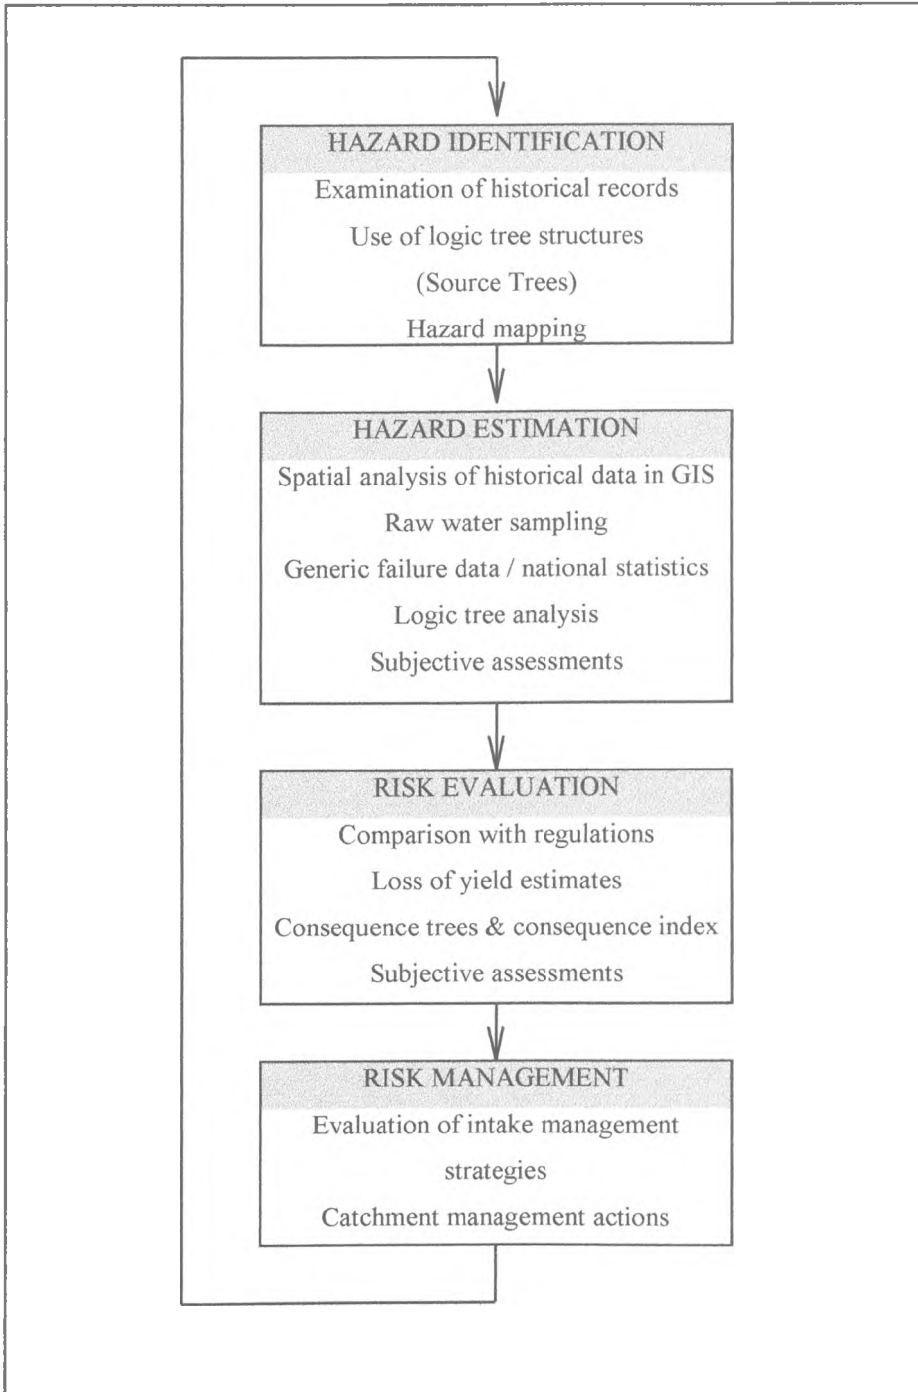 HAZARD IDENTIFICATION
Examination of historical records
Use of logic tree structures
(Source Trees)
Hazard mapping
HAZARD ESTIMATION
Spatial analysis of historical data in GIS
Raw water sampling
Generic failure data / national statistics
Logic tree analysis
Subjective assessments
RISK EVALUATION
Comparison with regulations
Loss of yield estimates
Consequence trees & consequence index
Subjective assessments
RISK MANAGEMENT
Evaluation of intake management
strategies
Catchment management actions